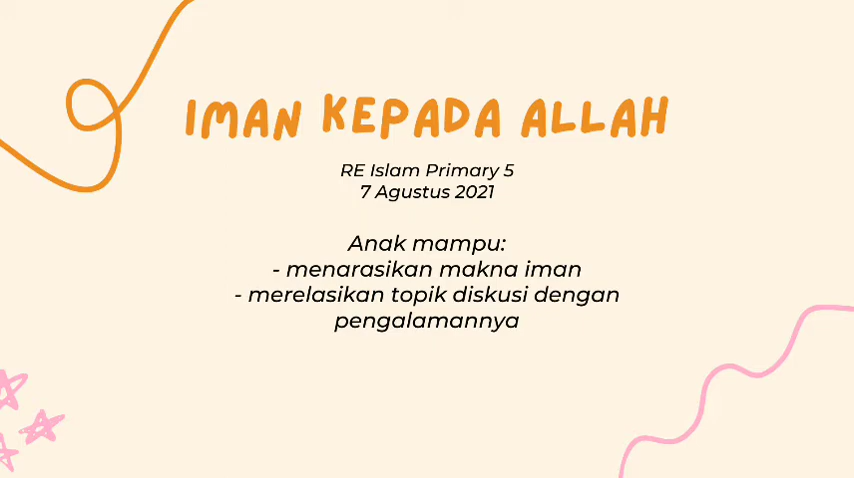 IMAN KEPADA ALLAH
RE Islam Primary 5
7 Agustus 2021
Anak mampu:
- menarasikan makna iman
- merelasikan topik diskusi dengan
pengalamannya